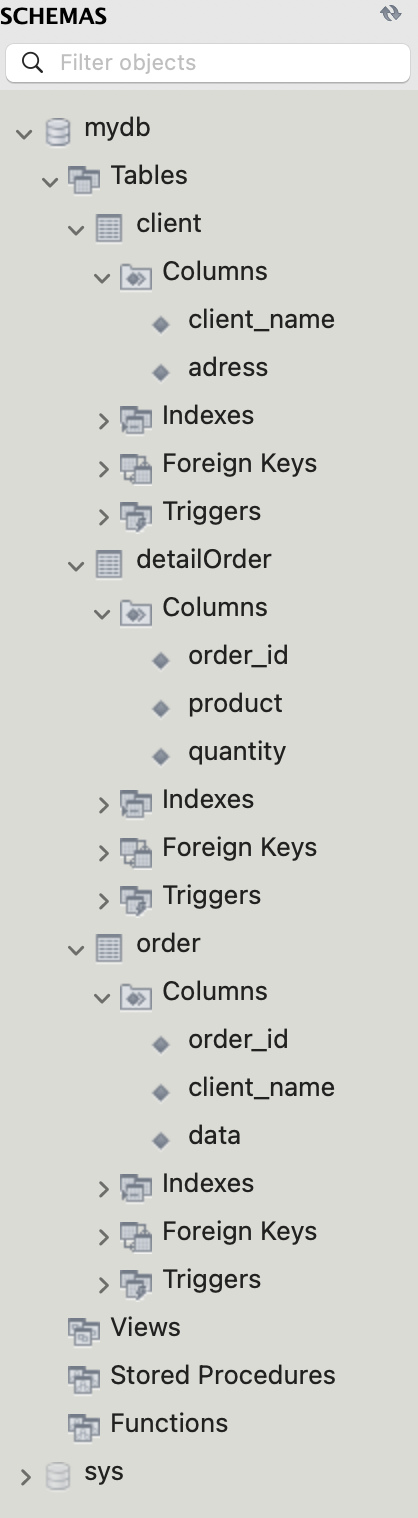 SCHEMAS
Filter objects
mydb
Tables
client
Columns
client_name
adress
Indexes
Foreign Keys
Triggers
detailOrder
Columns
order_id
product
quantity
Indexes
Foreign Keys
Triggers
order
Columns
order_id
client_name
data
Indexes
Foreign Keys
Triggers
Views
Stored Procedures
Functions
sys